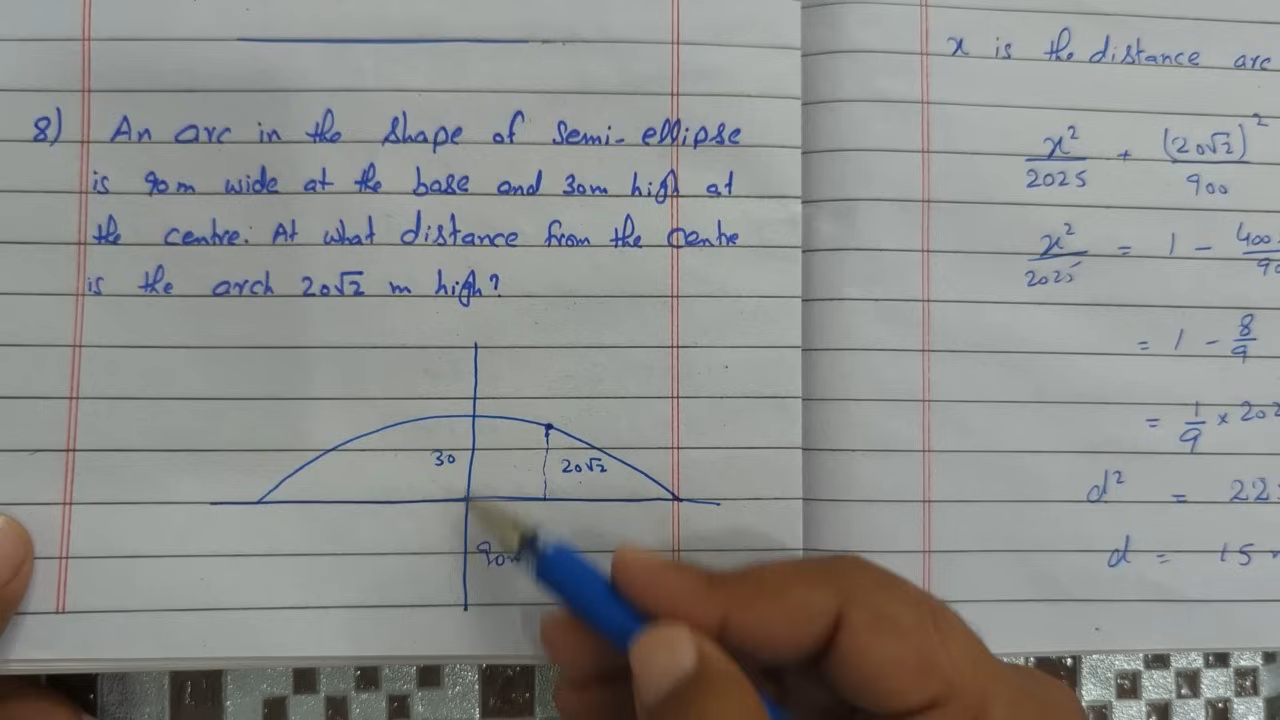 8) An arc in the shape of semi-ellipse
is 90m wide at the base and 30m high at
the centre. At what distance from the centre
is the arch 20√2 m high?
30
20√2
90m
x is the distance arc
x²/2025 + (20√2)²/900
x²/2025 = 1 - 400
= 1 - 8/9
= 1/9 × 202
d² = 22
d = 15